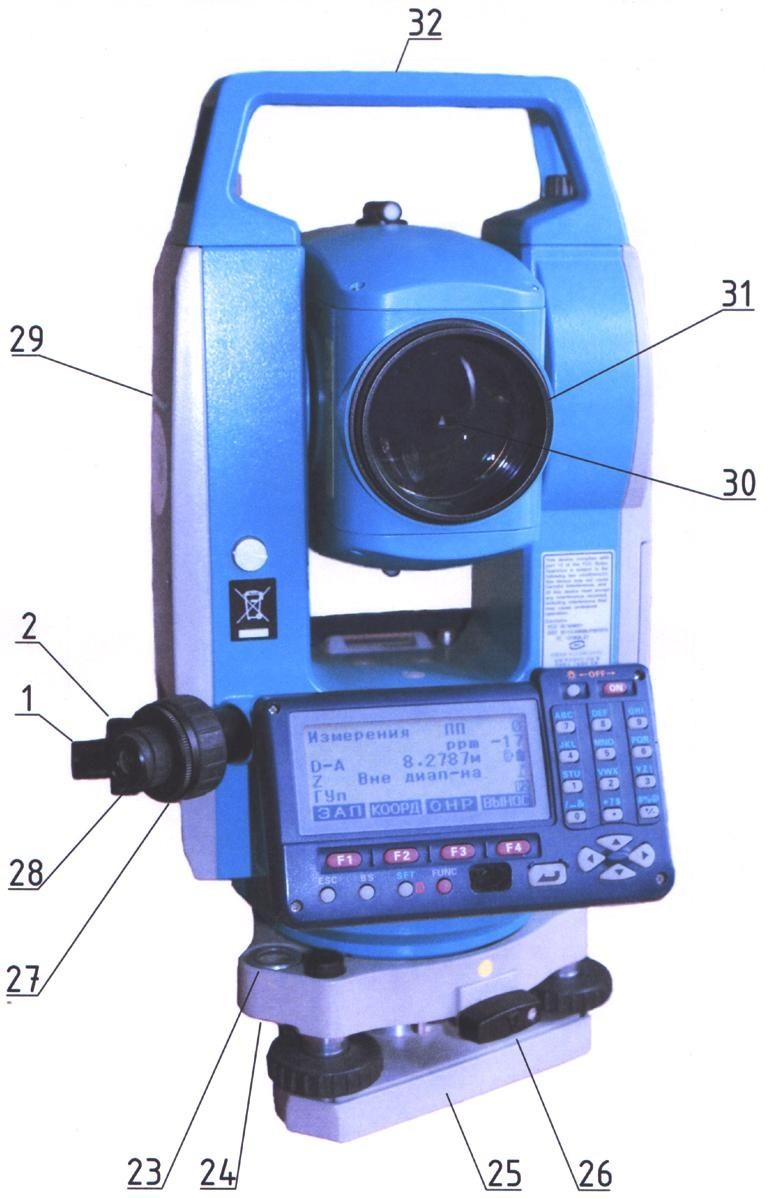 32
31
29
30
2
1
28
27
←OFF→
ON
Измерения ПП
ppm -17
D-A 8.2787м
Z Вне диап-на
ГУп
ЗАП КООРД ОНР ВЫНОС
ABC DEF GHI
7 8 9
JKL MNO PQR
4 5 6
STU VWX YZ!
1 2 3
0 .
F1 F2 F3 F4
ESC BS SFT FUNC
23 24 25 26